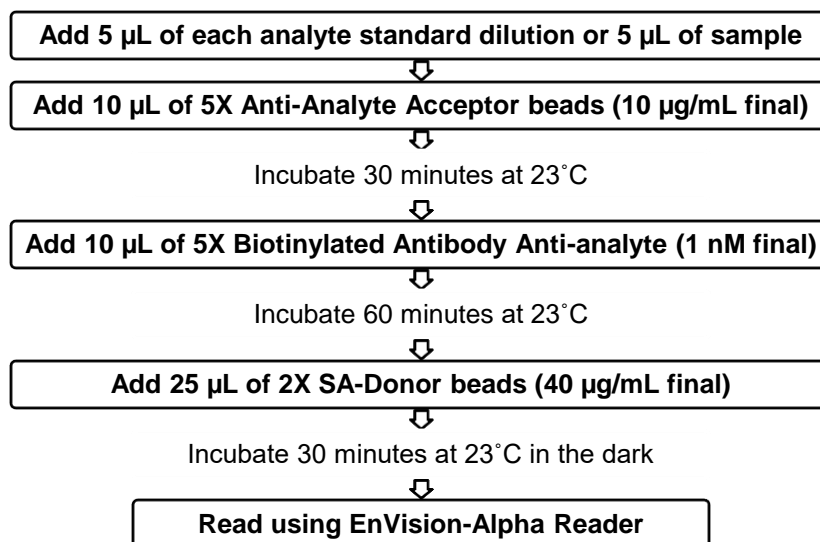 Add 5 µL of each analyte standard dilution or 5 µL of sample
Add 10 µL of 5X Anti-Analyte Acceptor beads (10 µg/mL final)
Incubate 30 minutes at 23˚C
Add 10 µL of 5X Biotinylated Antibody Anti-analyte (1 nM final)
Incubate 60 minutes at 23˚C
Add 25 µL of 2X SA-Donor beads (40 µg/mL final)
Incubate 30 minutes at 23˚C in the dark
Read using EnVision-Alpha Reader